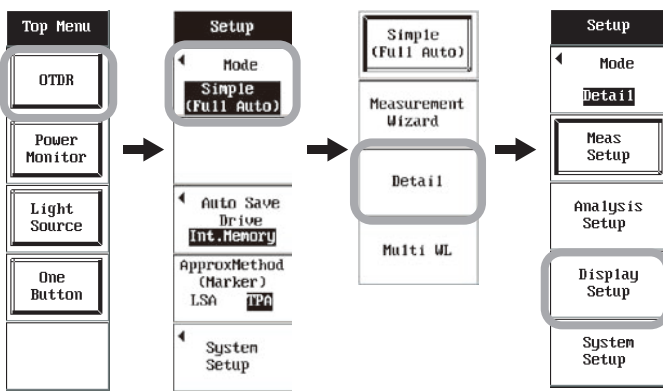 Top Menu
OTDR
Power
Monitor
Light
Source
One
Button
Setup
Mode
Simple
(Full Auto)
Auto Save
Drive
Int.Memory
ApproxMethod
(Marker)
LSA TPA
System
Setup
Simple
(Full Auto)
Measurement
Wizard
Detail
Multi WL
Setup
Mode
Detail
Meas
Setup
Analysis
Setup
Display
Setup
System
Setup